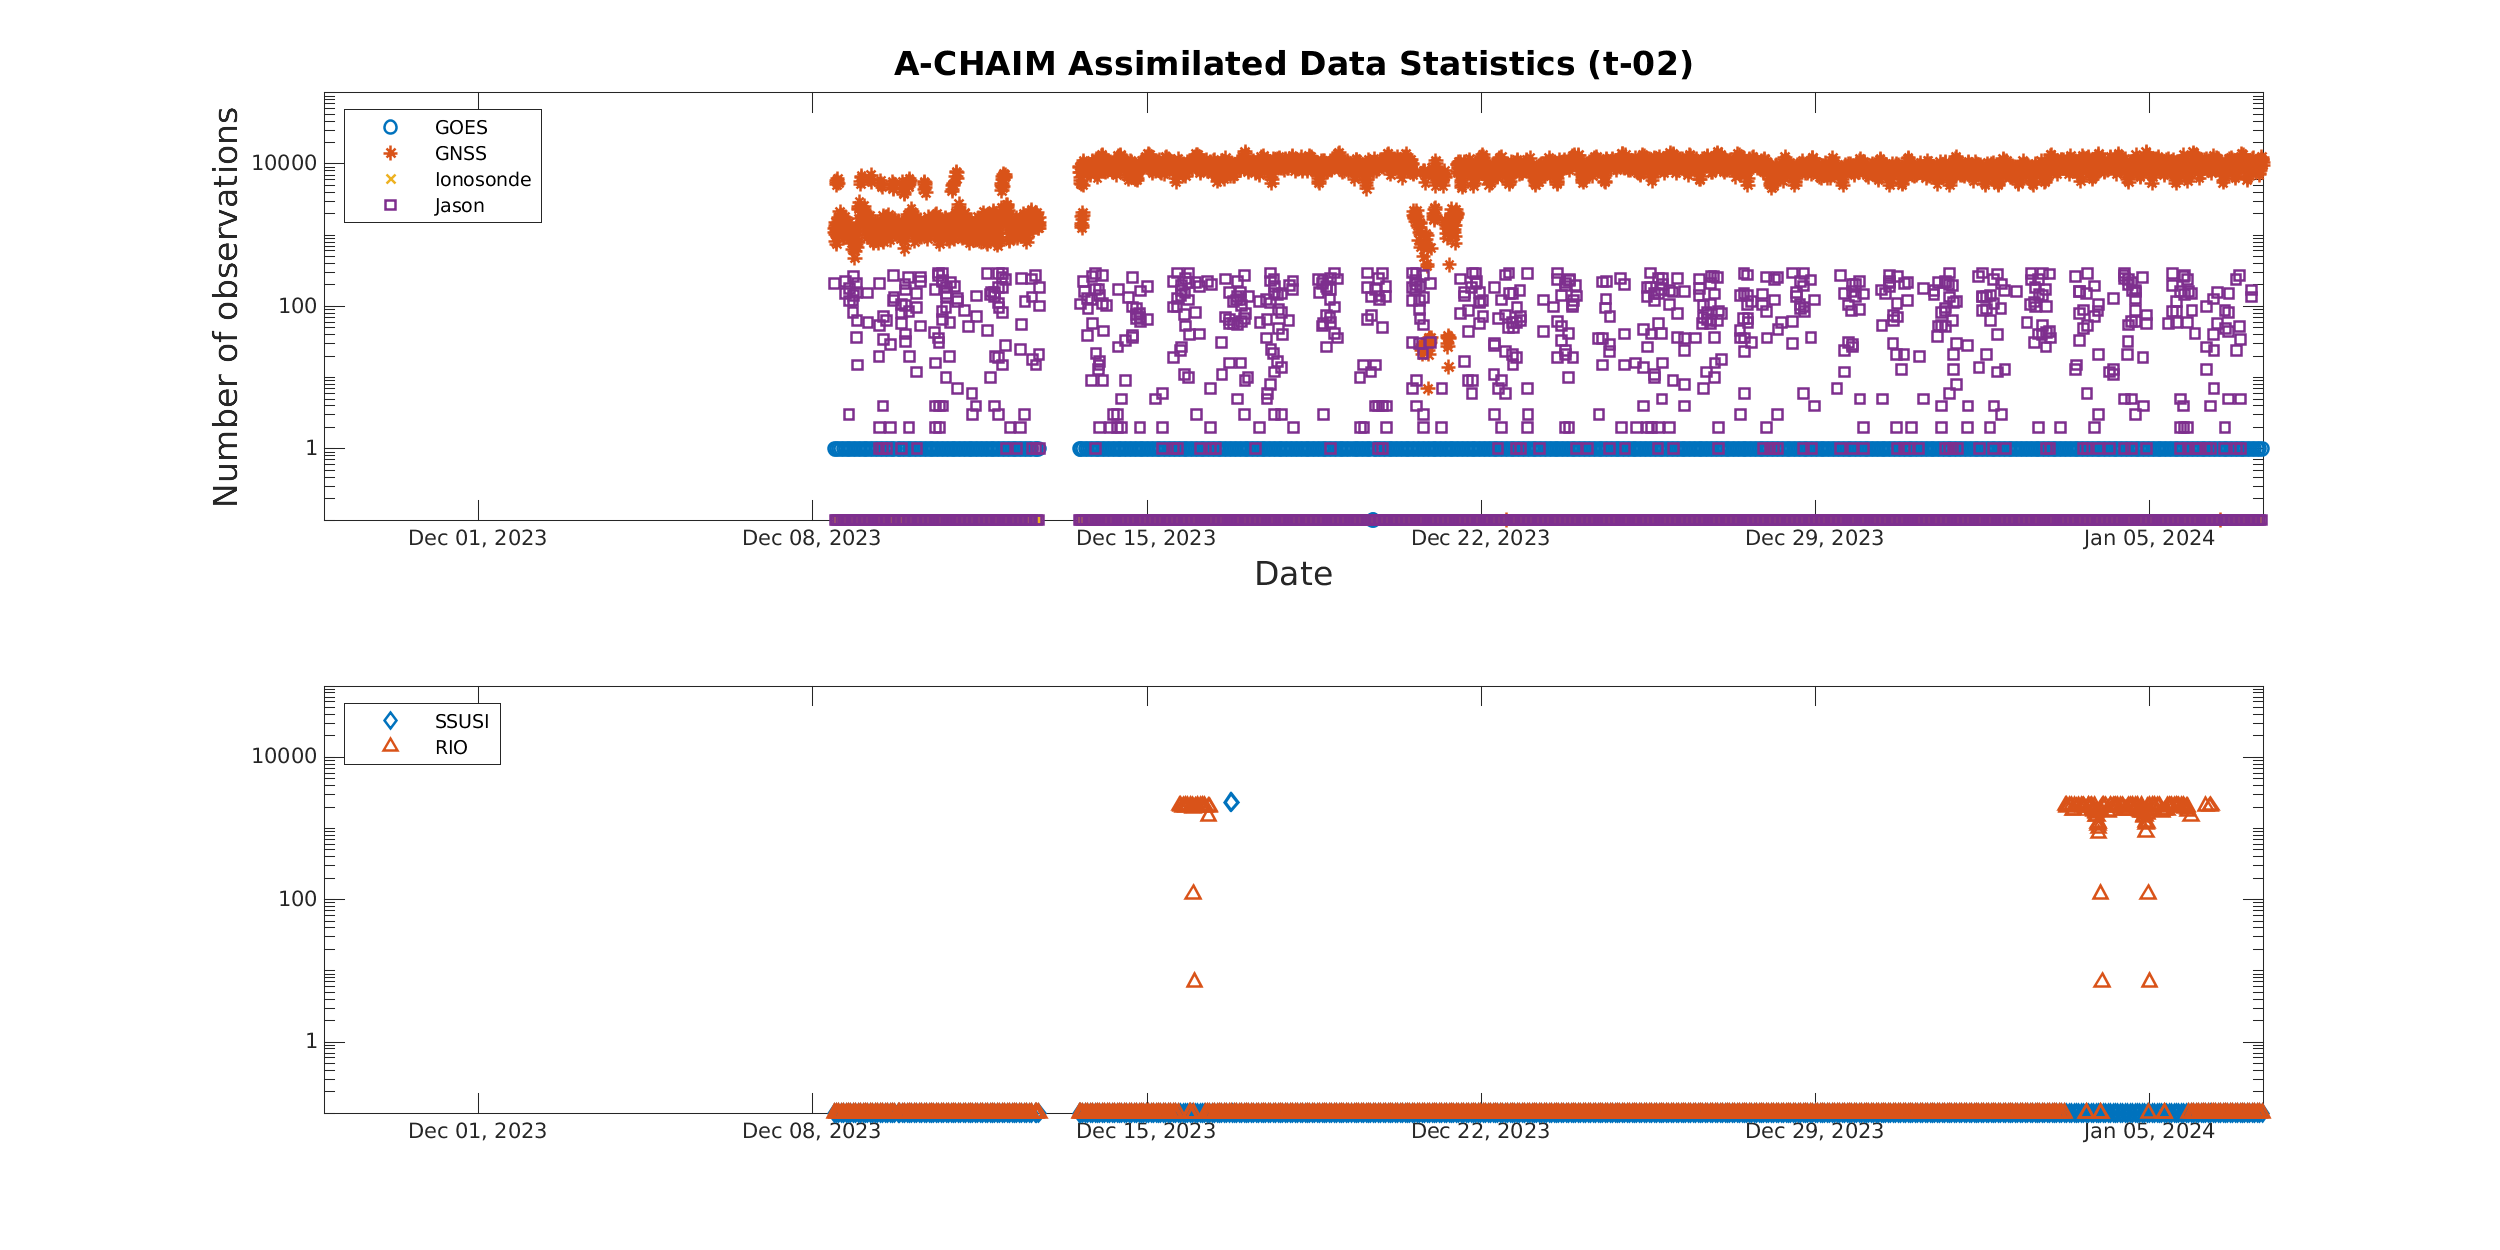 A-CHAIM Assimilated Data Statistics (t-02)
Number of observations
10000
100
1
GOES
GNSS
Ionosonde
Jason
Dec 01, 2023
Dec 08, 2023
Dec 15, 2023
Dec 22, 2023
Dec 29, 2023
Jan 05, 2024
Date
10000
100
1
SSUSI
RIO
Dec 01, 2023
Dec 08, 2023
Dec 15, 2023
Dec 22, 2023
Dec 29, 2023
Jan 05, 2024